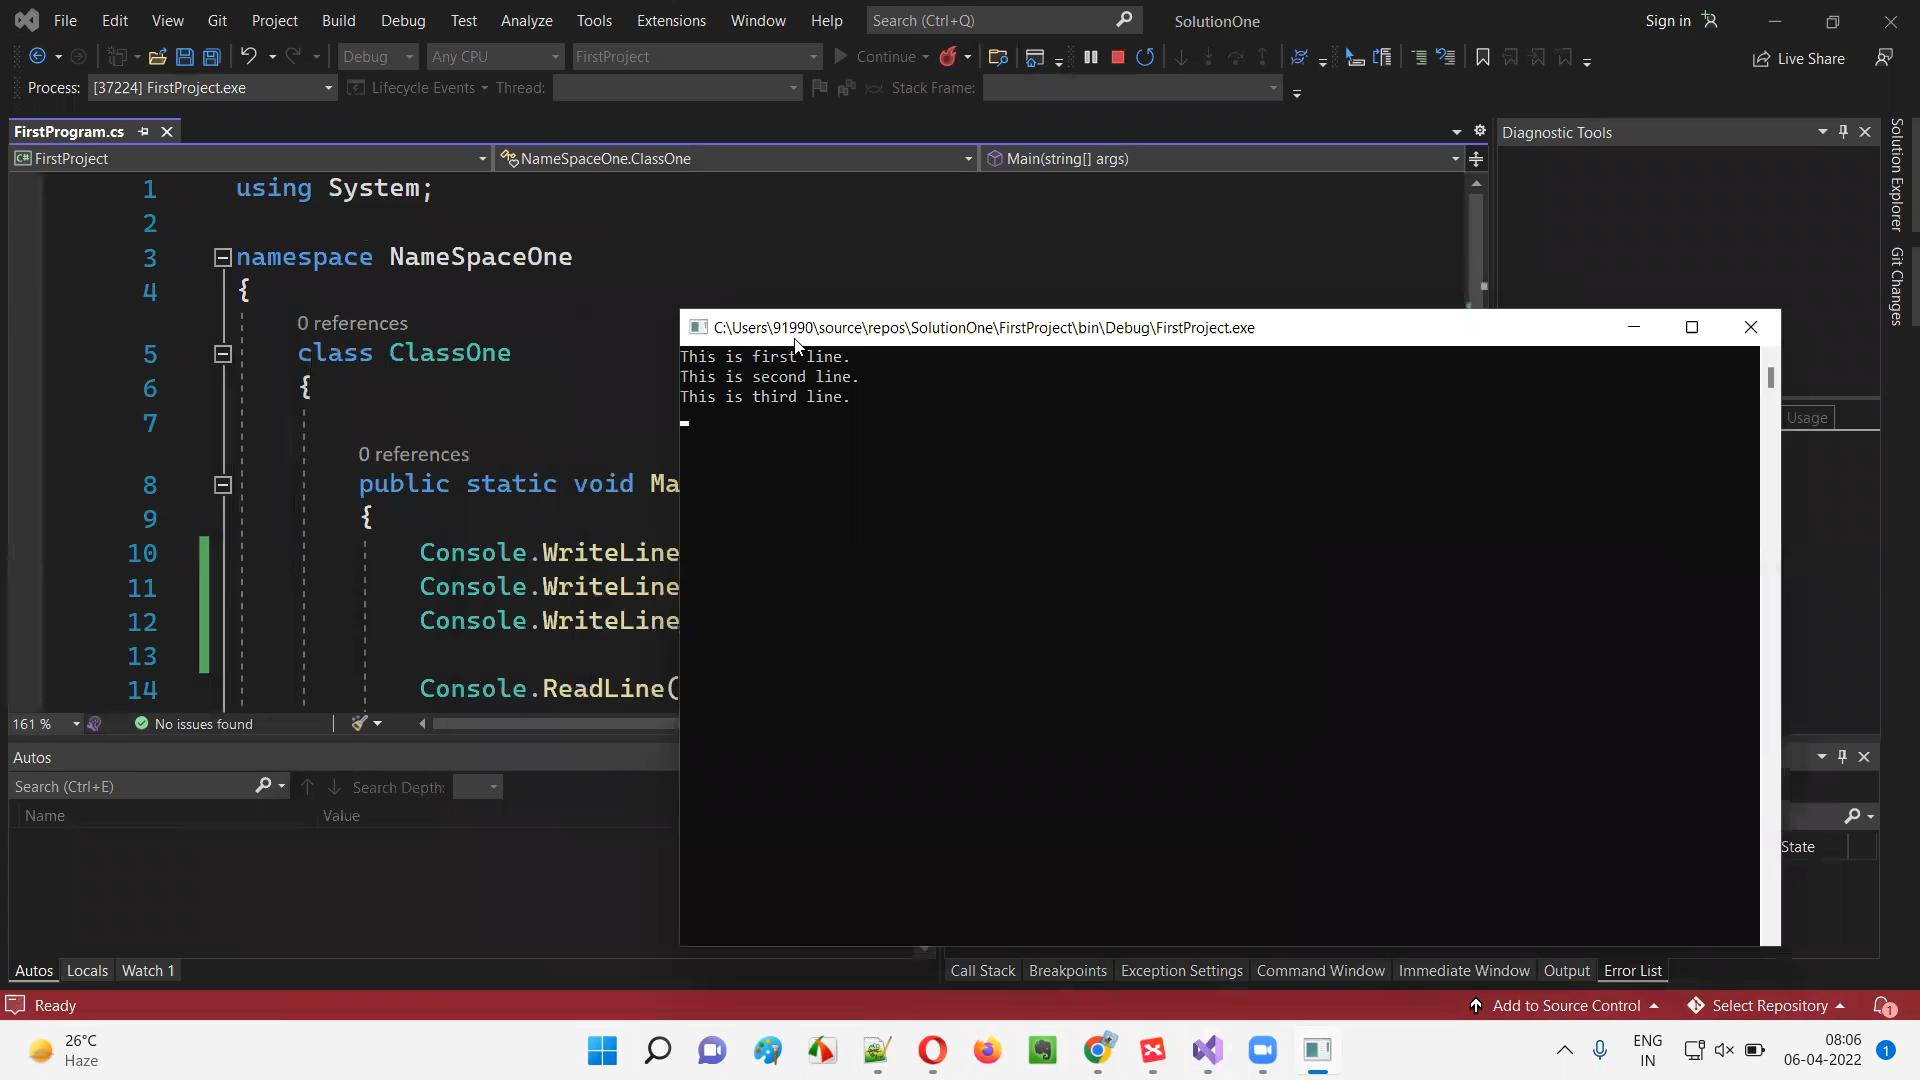 File Edit View Git Project Build Debug Test Analyze Tools Extensions Window Help Search (Ctrl+Q) SolutionOne Sign in
Debug Any CPU FirstProject Continue Live Share
Process: [37224] FirstProject.exe Lifecycle Events Thread: Stack Frame:
FirstProgram.cs
Diagnostic Tools
FirstProject NameSpaceOne.ClassOne Main(string[] args)
Solution Explorer
Git Changes
1 using System;
2
3 namespace NameSpaceOne
4 {
0 references
5 class ClassOne
6 {
7
0 references
8 public static void Ma
9 {
10 Console.WriteLine
11 Console.WriteLine
12 Console.WriteLine
13
14 Console.ReadLine(
C:\Users\91990\source\repos\SolutionOne\FirstProject\bin\Debug\FirstProject.exe
This is first line.
This is second line.
This is third line.
Usage
161 % No issues found
Autos
Search (Ctrl+E) Search Depth:
Name Value
State
Autos Locals Watch 1
Call Stack Breakpoints Exception Settings Command Window Immediate Window Output Error List
Ready Add to Source Control Select Repository 1
26°C
Haze
ENG
IN
08:06
06-04-2022
1